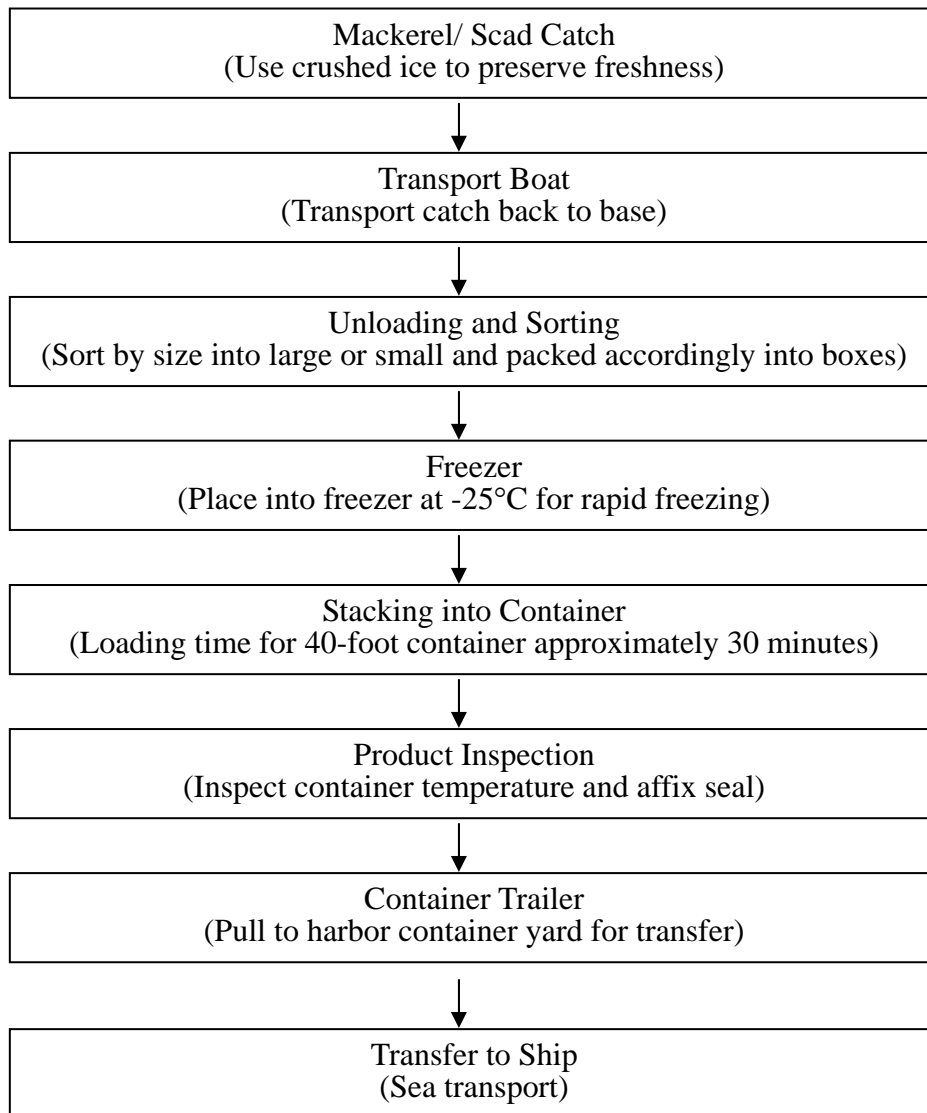 Mackerel/ Scad Catch
(Use crushed ice to preserve freshness)
Transport Boat
(Transport catch back to base)
Unloading and Sorting
(Sort by size into large or small and packed accordingly into boxes)
Freezer
(Place into freezer at -25°C for rapid freezing)
Stacking into Container
(Loading time for 40-foot container approximately 30 minutes)
Product Inspection
(Inspect container temperature and affix seal)
Container Trailer
(Pull to harbor container yard for transfer)
Transfer to Ship
(Sea transport)